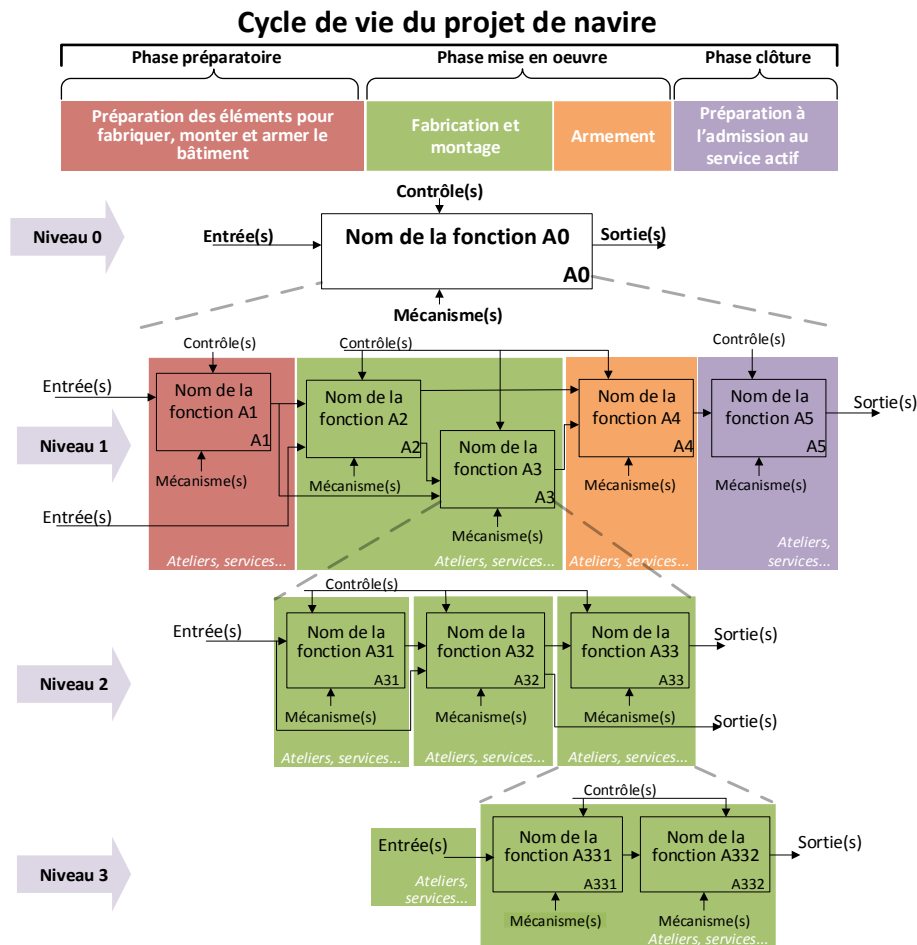 Cycle de vie du projet de navire
Phase préparatoire
Phase mise en oeuvre
Phase clôture
Préparation des éléments pour
fabriquer, monter et armer le
bâtiment
Fabrication et
montage
Armement
Préparation à
l'admission au
service actif
Niveau 0
Contrôle(s)
Entrée(s)
Nom de la fonction A0
A0
Sortie(s)
Mécanisme(s)
Niveau 1
Contrôle(s)
Contrôle(s)
Contrôle(s)
Entrée(s)
Nom de la
fonction A1
A1
Nom de la
fonction A2
A2
Nom de la
fonction A3
A3
Nom de la
fonction A4
A4
Nom de la
fonction A5
A5
Sortie(s)
Mécanisme(s)
Mécanisme(s)
Mécanisme(s)
Mécanisme(s)
Entrée(s)
Mécanisme(s)
Ateliers, services...
Ateliers, services...
Ateliers, services...
Ateliers,
services...
Niveau 2
Contrôle(s)
Entrée(s)
Nom de la
fonction A31
A31
Nom de la
fonction A32
A32
Nom de la
fonction A33
A33
Sortie(s)
Mécanisme(s)
Mécanisme(s)
Mécanisme(s)
Sortie(s)
Ateliers, services...
Ateliers, services...
Ateliers, services...
Niveau 3
Contrôle(s)
Entrée(s)
Nom de la
fonction A331
A331
Nom de la
fonction A332
A332
Sortie(s)
Ateliers,
services...
Mécanisme(s)
Mécanisme(s)
Ateliers, services...